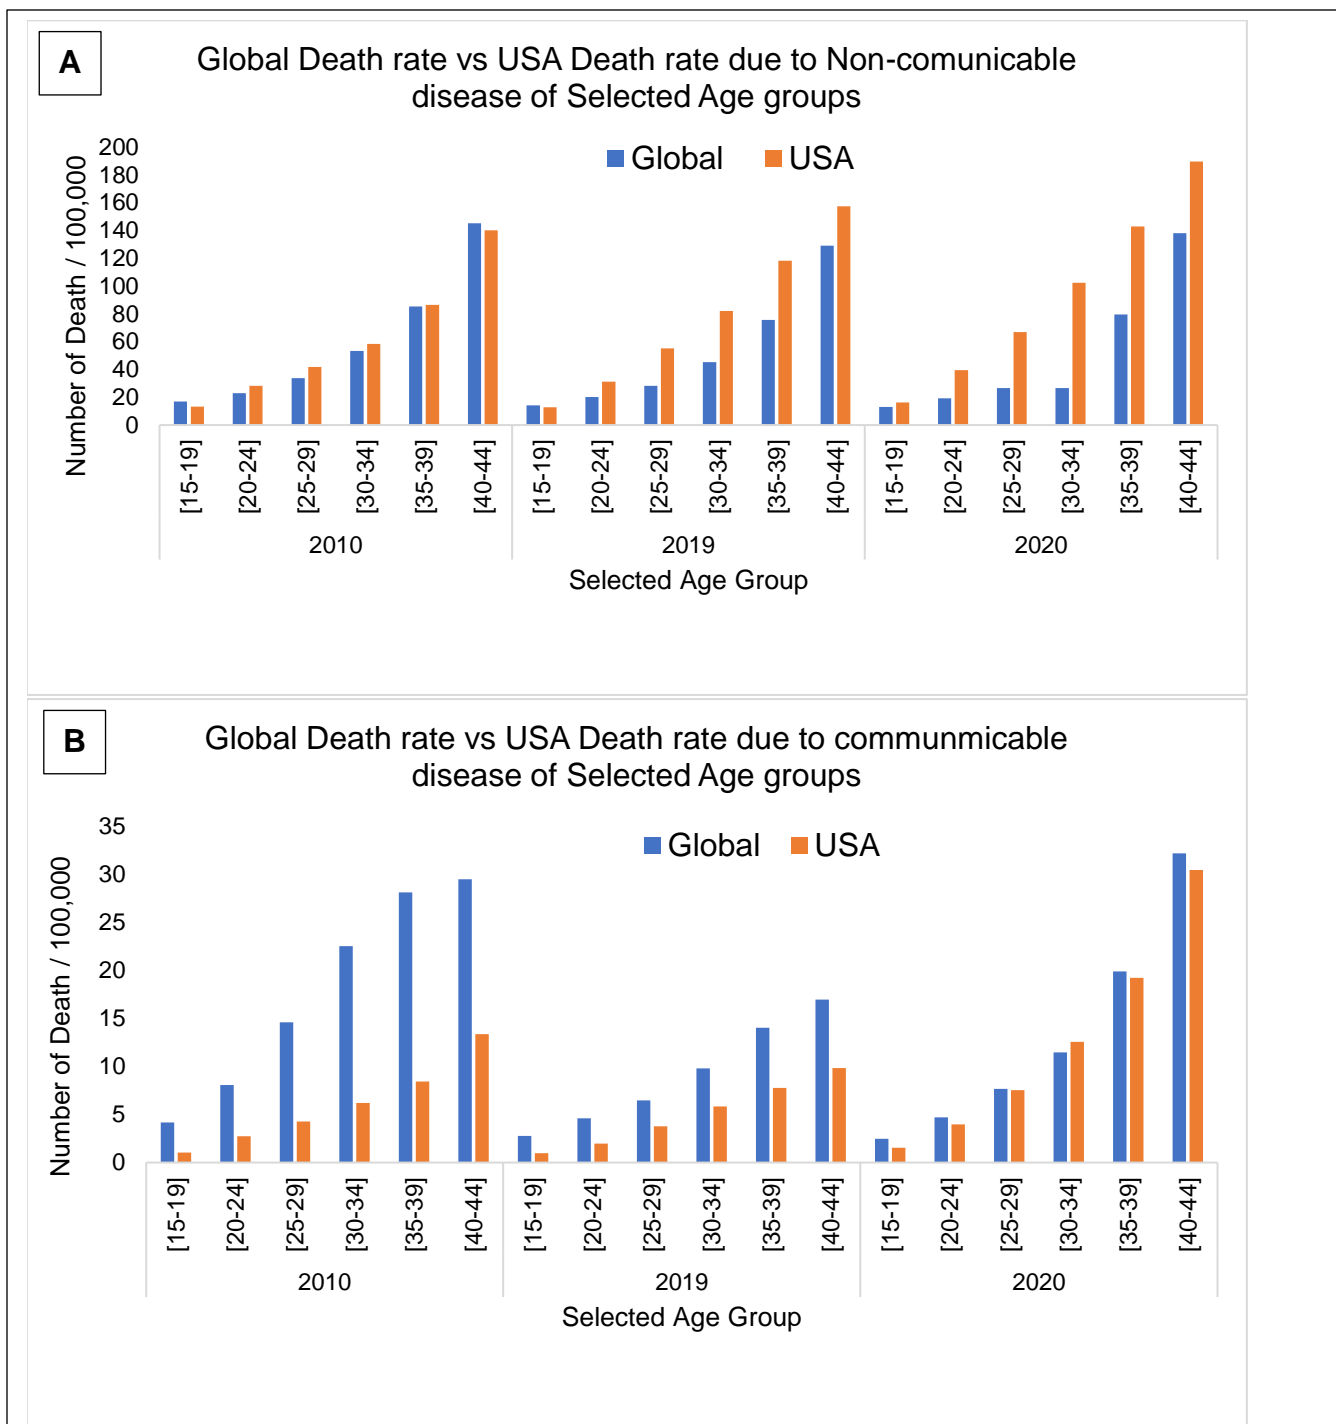 A
Global Death rate vs USA Death rate due to Non-comunicable
disease of Selected Age groups
Global USA
Number of Death / 100,000
200
180
160
140
120
100
80
60
40
20
0
[15-19] [20-24] [25-29] [30-34] [35-39] [40-44] [15-19] [20-24] [25-29] [30-34] [35-39] [40-44] [15-19] [20-24] [25-29] [30-34] [35-39] [40-44]
2010 2019 2020
Selected Age Group
B
Global Death rate vs USA Death rate due to communmicable
disease of Selected Age groups
Global USA
Number of Death / 100,000
35
30
25
20
15
10
5
0
[15-19] [20-24] [25-29] [30-34] [35-39] [40-44] [15-19] [20-24] [25-29] [30-34] [35-39] [40-44] [15-19] [20-24] [25-29] [30-34] [35-39] [40-44]
2010 2019 2020
Selected Age Group